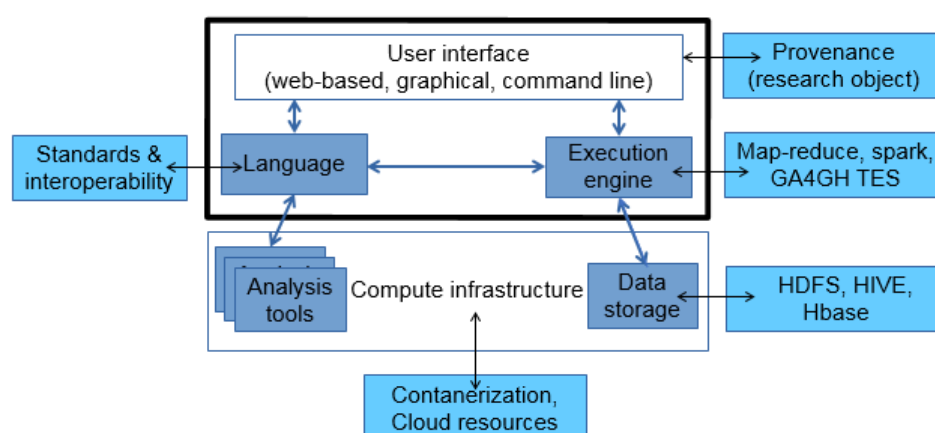 User interface
(web-based, graphical, command line)
Provenance
(research object)
Standards &
interoperability
Language
Execution
engine
Map-reduce, spark,
GA4GH TES
Analysis
tools
Compute infrastructure
Data
storage
HDFS, HIVE,
Hbase
Contanerization,
Cloud resources